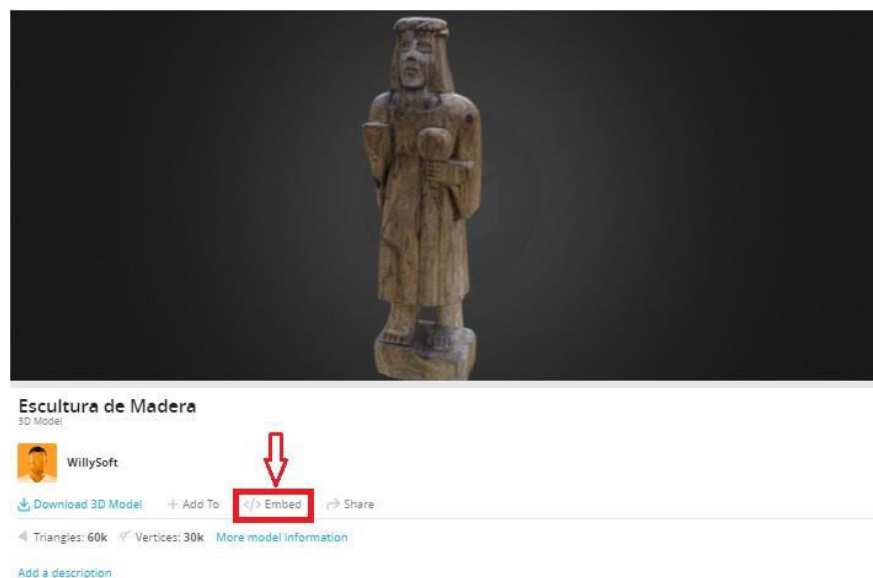 Escultura de Madera
3D Model
WillySoft
Download 3D Model + Add To </> Embed Share
Triangles: 60k Vertices: 30k More model information
Add a description